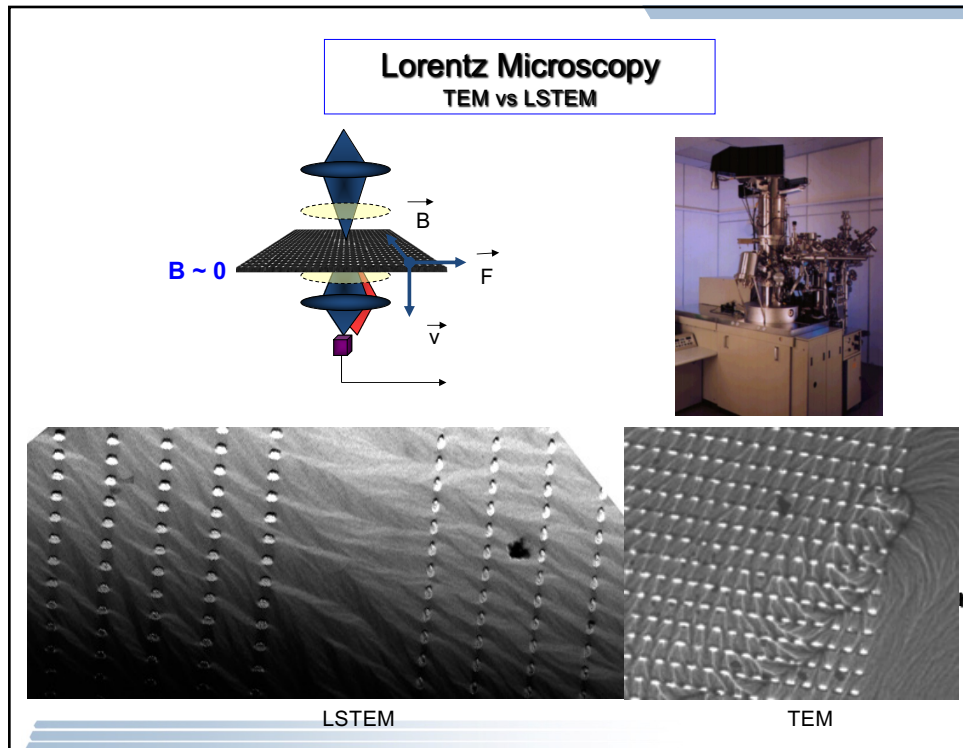 Lorentz Microscopy
TEM vs LSTEM
B
B ~ 0
F
v
LSTEM
TEM